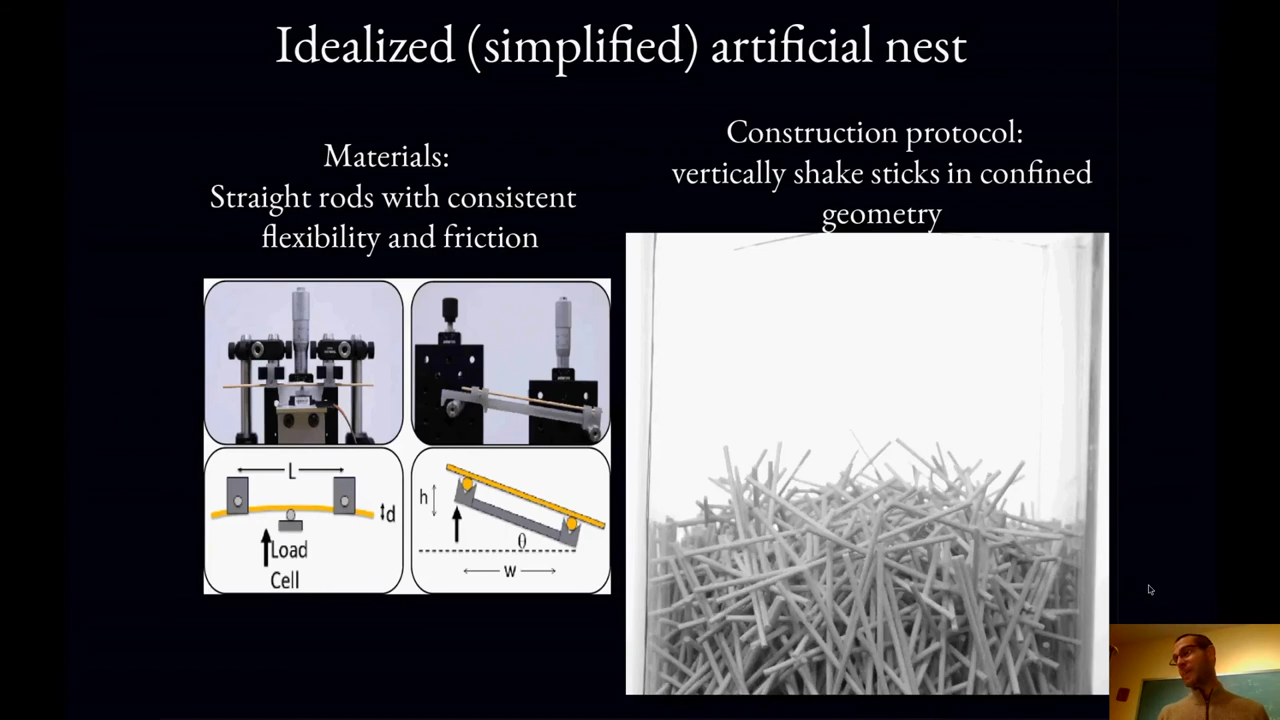 Idealized (simplified) artificial nest
Materials:
Straight rods with consistent
flexibility and friction
Construction protocol:
vertically shake sticks in confined
geometry
L
d
Load
Cell
h
θ
w